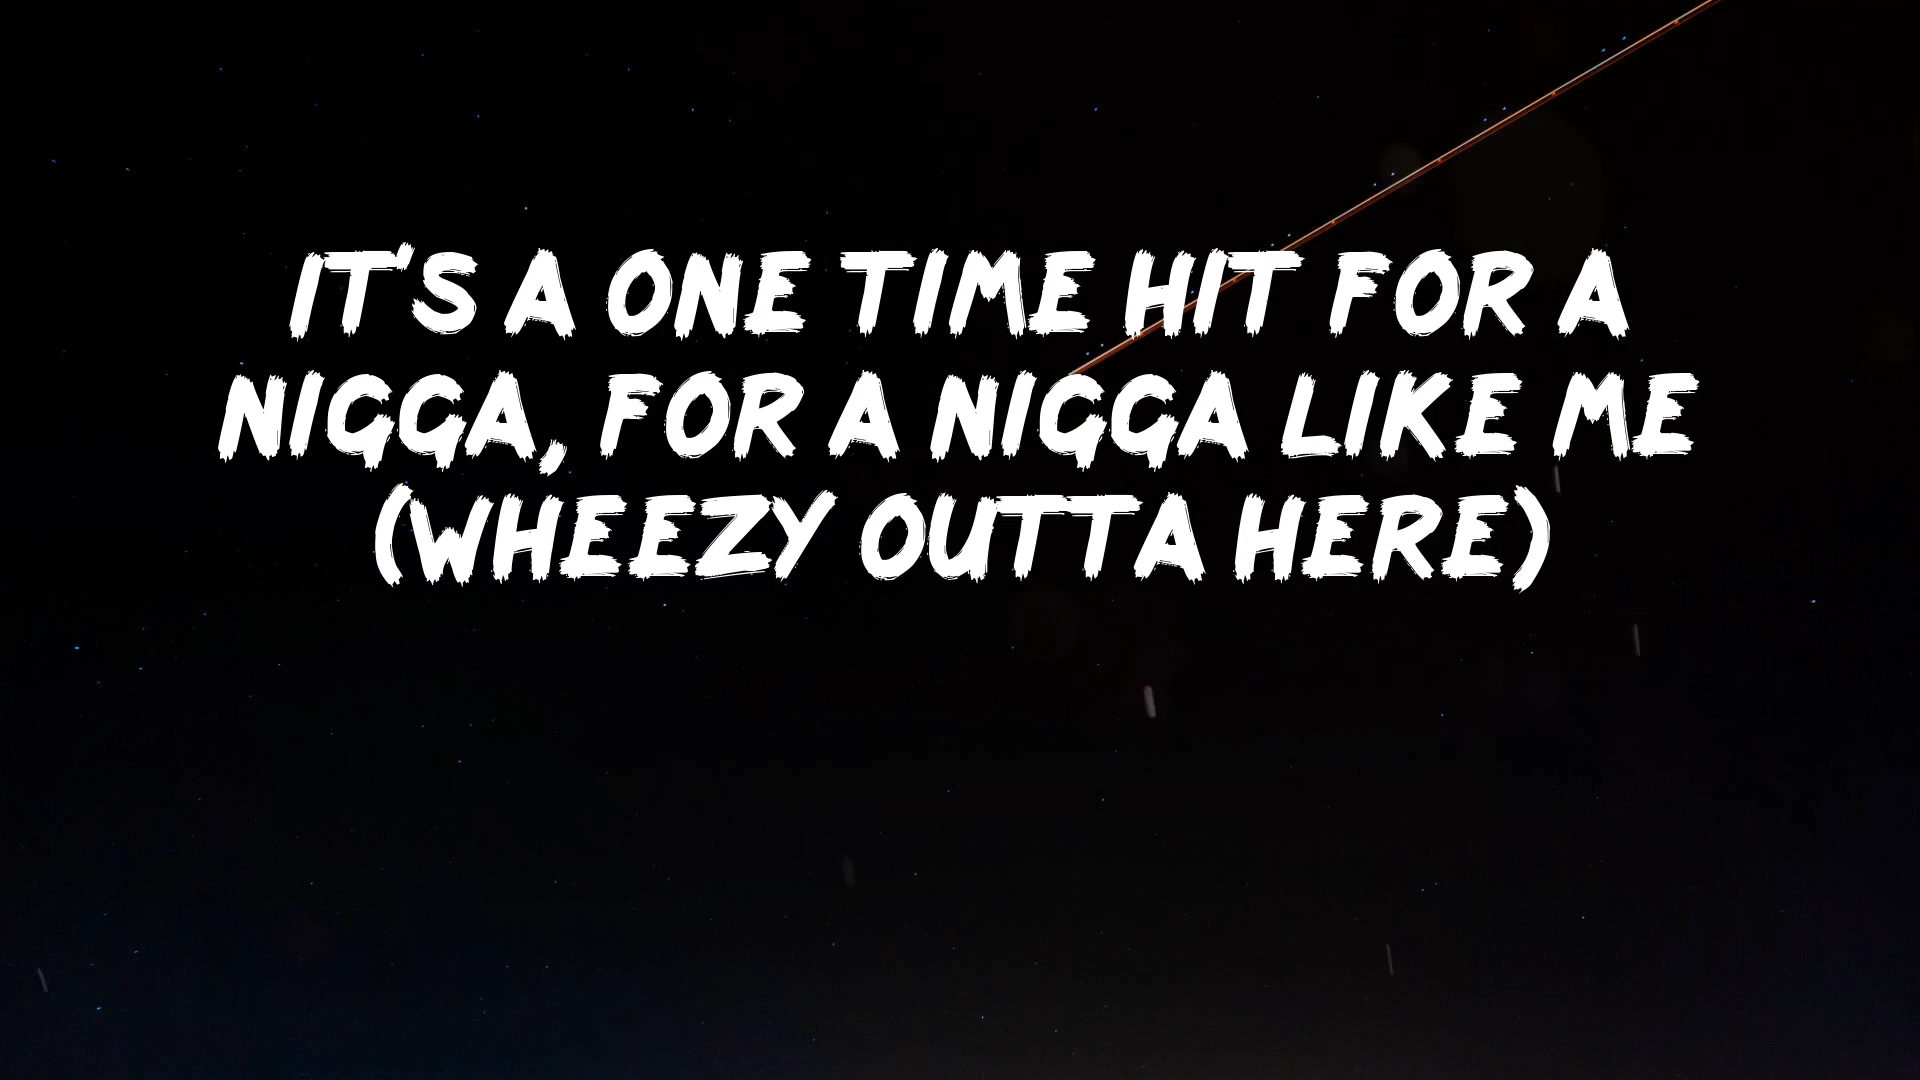 IT'S A ONE TIME HIT FOR A
NIGGA, FOR A NIGGA LIKE ME
(WHEEZY OUTTA HERE)